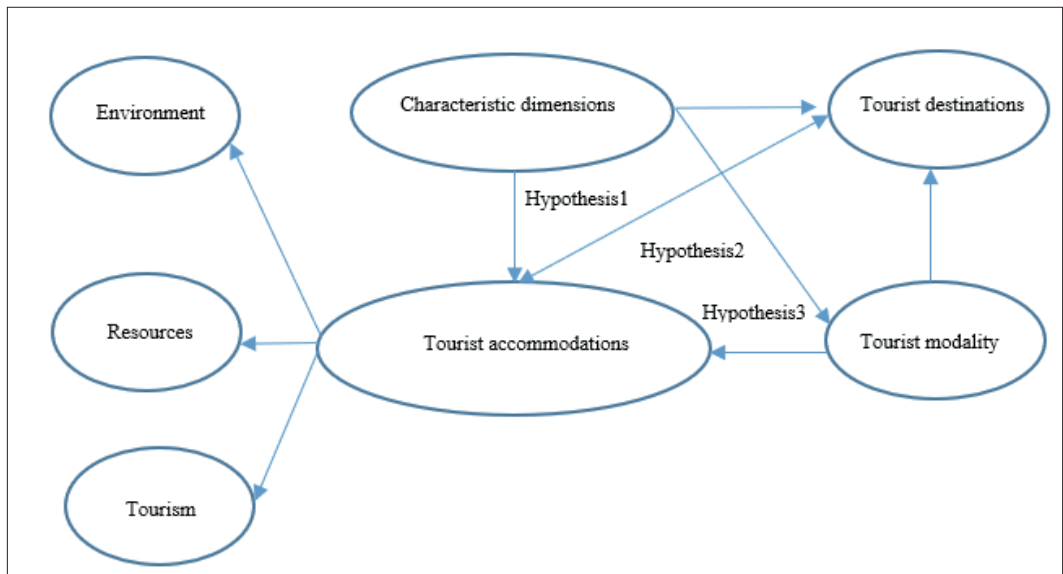 Environment
Characteristic dimensions
Tourist destinations
Hypothesis1
Hypothesis2
Hypothesis3
Resources
Tourist accommodations
Tourist modality
Tourism